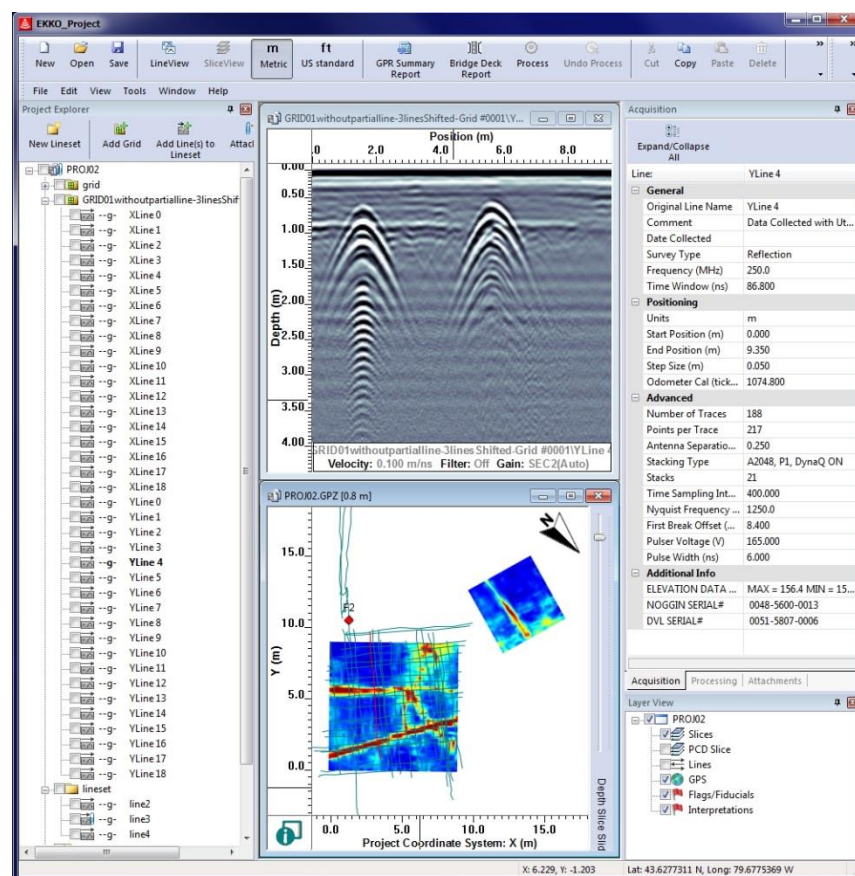 EKKO_Project
New Open Save LineView SliceView m Metric ft US standard GPR Summary Report Bridge Deck Report Process Undo Process Cut Copy Paste Delete
File Edit View Tools Window Help
Project Explorer
New Lineset Add Grid Add Line(s) to Lineset Attacl
PROJ02
grid
GRID01withoutpartialline-3linesShif
--g- XLine 0
--g- XLine 1
--g- XLine 2
--g- XLine 3
--g- XLine 4
--g- XLine 5
--g- XLine 6
--g- XLine 7
--g- XLine 8
--g- XLine 9
--g- XLine 10
--g- XLine 11
--g- XLine 12
--g- XLine 13
--g- XLine 14
--g- XLine 15
--g- XLine 16
--g- XLine 17
--g- XLine 18
--g- YLine 0
--g- YLine 1
--g- YLine 2
--g- YLine 3
--g- YLine 4
--g- YLine 5
--g- YLine 6
--g- YLine 7
--g- YLine 8
--g- YLine 9
--g- YLine 10
--g- YLine 11
--g- YLine 12
--g- YLine 13
--g- YLine 14
--g- YLine 15
--g- YLine 16
--g- YLine 17
--g- YLine 18
lineset
--g- line2
--g- line3
--g- line4
GRID01withoutpartialline-3linesShifted-Grid #0001\Y...
Position (m)
.0 2.0 4.0 6.0 8.0
0.00
0.50
1.00
1.50
2.00
2.50
3.00
3.50
4.00
Depth (m)
GRID01withoutpartialline-3linesShifted-Grid #0001\YLine 4
Velocity: 0.100 m/ns Filter: Off Gain: SEC2(Auto)
PROJ02.GPZ [0.8 m]
N
15.0
F2
10.0
5.0
0.0
Y (m)
0.0 5.0 10.0 15.0
Project Coordinate System: X (m)
Depth Slice Slid
Acquisition
Expand/Collapse All
Line: YLine 4
General
Original Line Name YLine 4
Comment Data Collected with Ut...
Date Collected
Survey Type Reflection
Frequency (MHz) 250.0
Time Window (ns) 86.800
Positioning
Units m
Start Position (m) 0.000
End Position (m) 9.350
Step Size (m) 0.050
Odometer Cal (tick... 1074.800
Advanced
Number of Traces 188
Points per Trace 217
Antenna Separatio... 0.250
Stacking Type A2048, P1, DynaQ ON
Stacks 21
Time Sampling Int... 400.000
Nyquist Frequency ... 1250.0
First Break Offset (... 8.400
Pulser Voltage (V) 165.000
Pulse Width (ns) 6.000
Additional Info
ELEVATION DATA ... MAX = 156.4 MIN = 15...
NOGGIN SERIAL# 0048-5600-0013
DVL SERIAL# 0051-5807-0006
Acquisition Processing Attachments
Layer View
PROJ02
Slices
PCD Slice
Lines
GPS
Flags/Fiducials
Interpretations
X: 6.229, Y: -1.203 Lat: 43.6277311 N, Long: 79.6775369 W